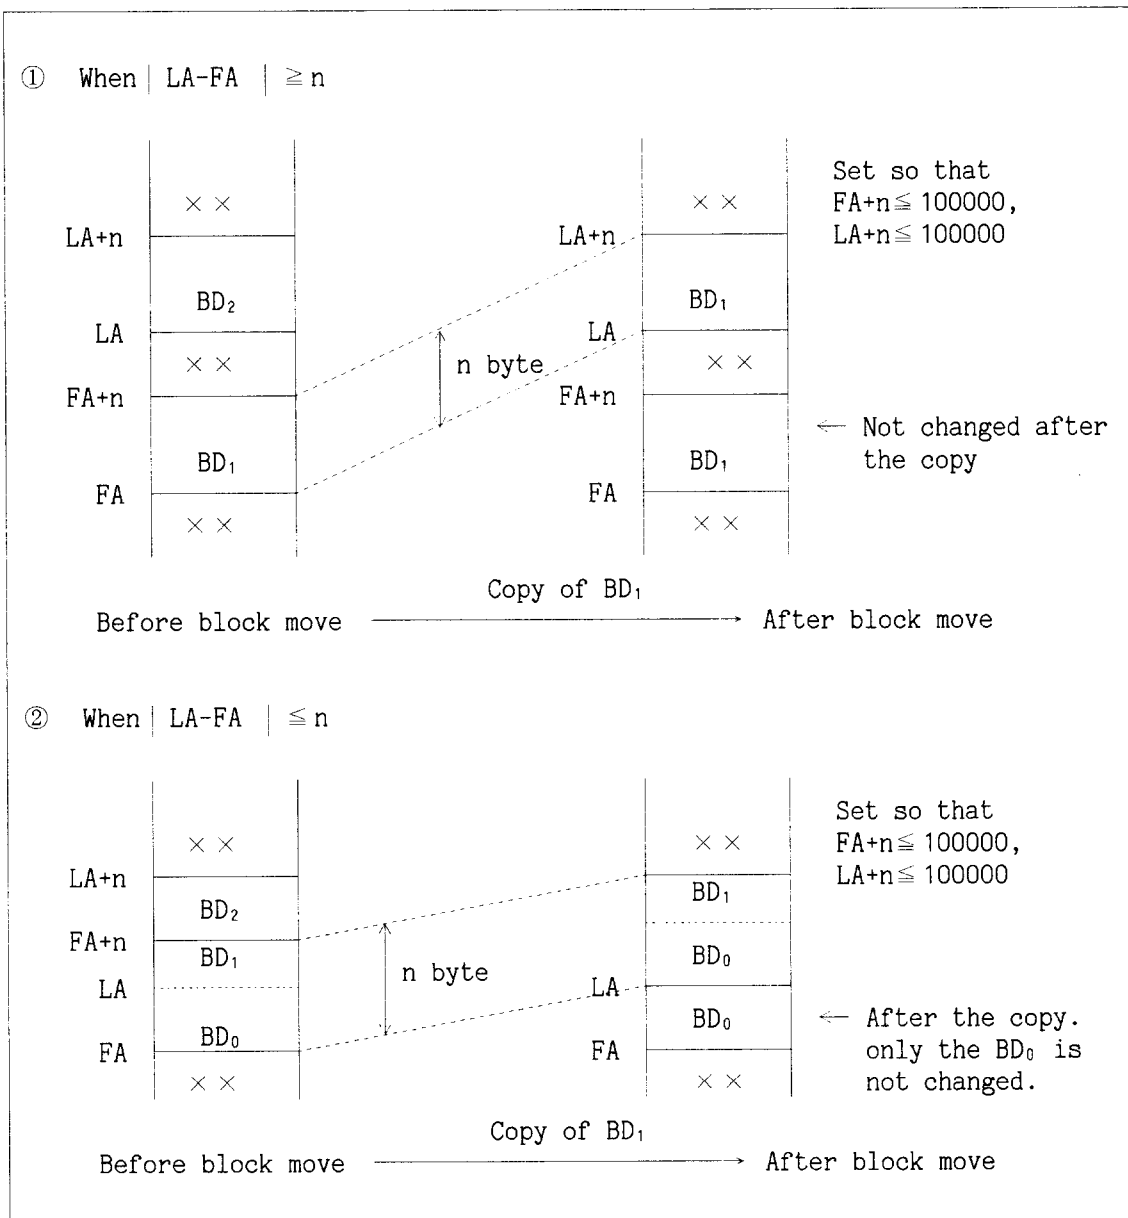 ① When | LA-FA | ≧ n
× ×
LA+n
BD₂
LA
× ×
FA+n
BD₁
FA
× ×
n byte
× ×
LA+n
BD₁
LA
× ×
FA+n
BD₁
FA
× ×
Set so that
FA+n≦ 100000,
LA+n≦ 100000
← Not changed after
the copy
Copy of BD₁
Before block move → After block move
② When | LA-FA | ≦ n
× ×
LA+n
BD₂
FA+n
BD₁
LA
BD₀
FA
× ×
n byte
× ×
BD₁
BD₀
LA
BD₀
FA
× ×
Set so that
FA+n≦ 100000,
LA+n≦ 100000
← After the copy.
only the BD₀ is
not changed.
Copy of BD₁
Before block move → After block move